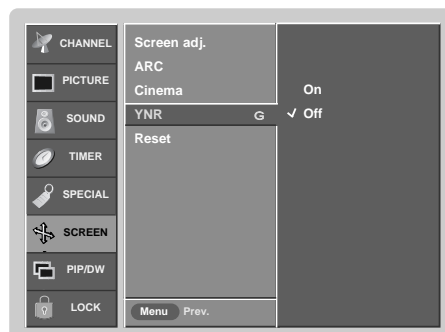 CHANNEL
PICTURE
SOUND
TIMER
SPECIAL
SCREEN
PIP/DW
LOCK
Screen adj.
ARC
Cinema
YNR G
Reset
Menu Prev.
On
✓ Off